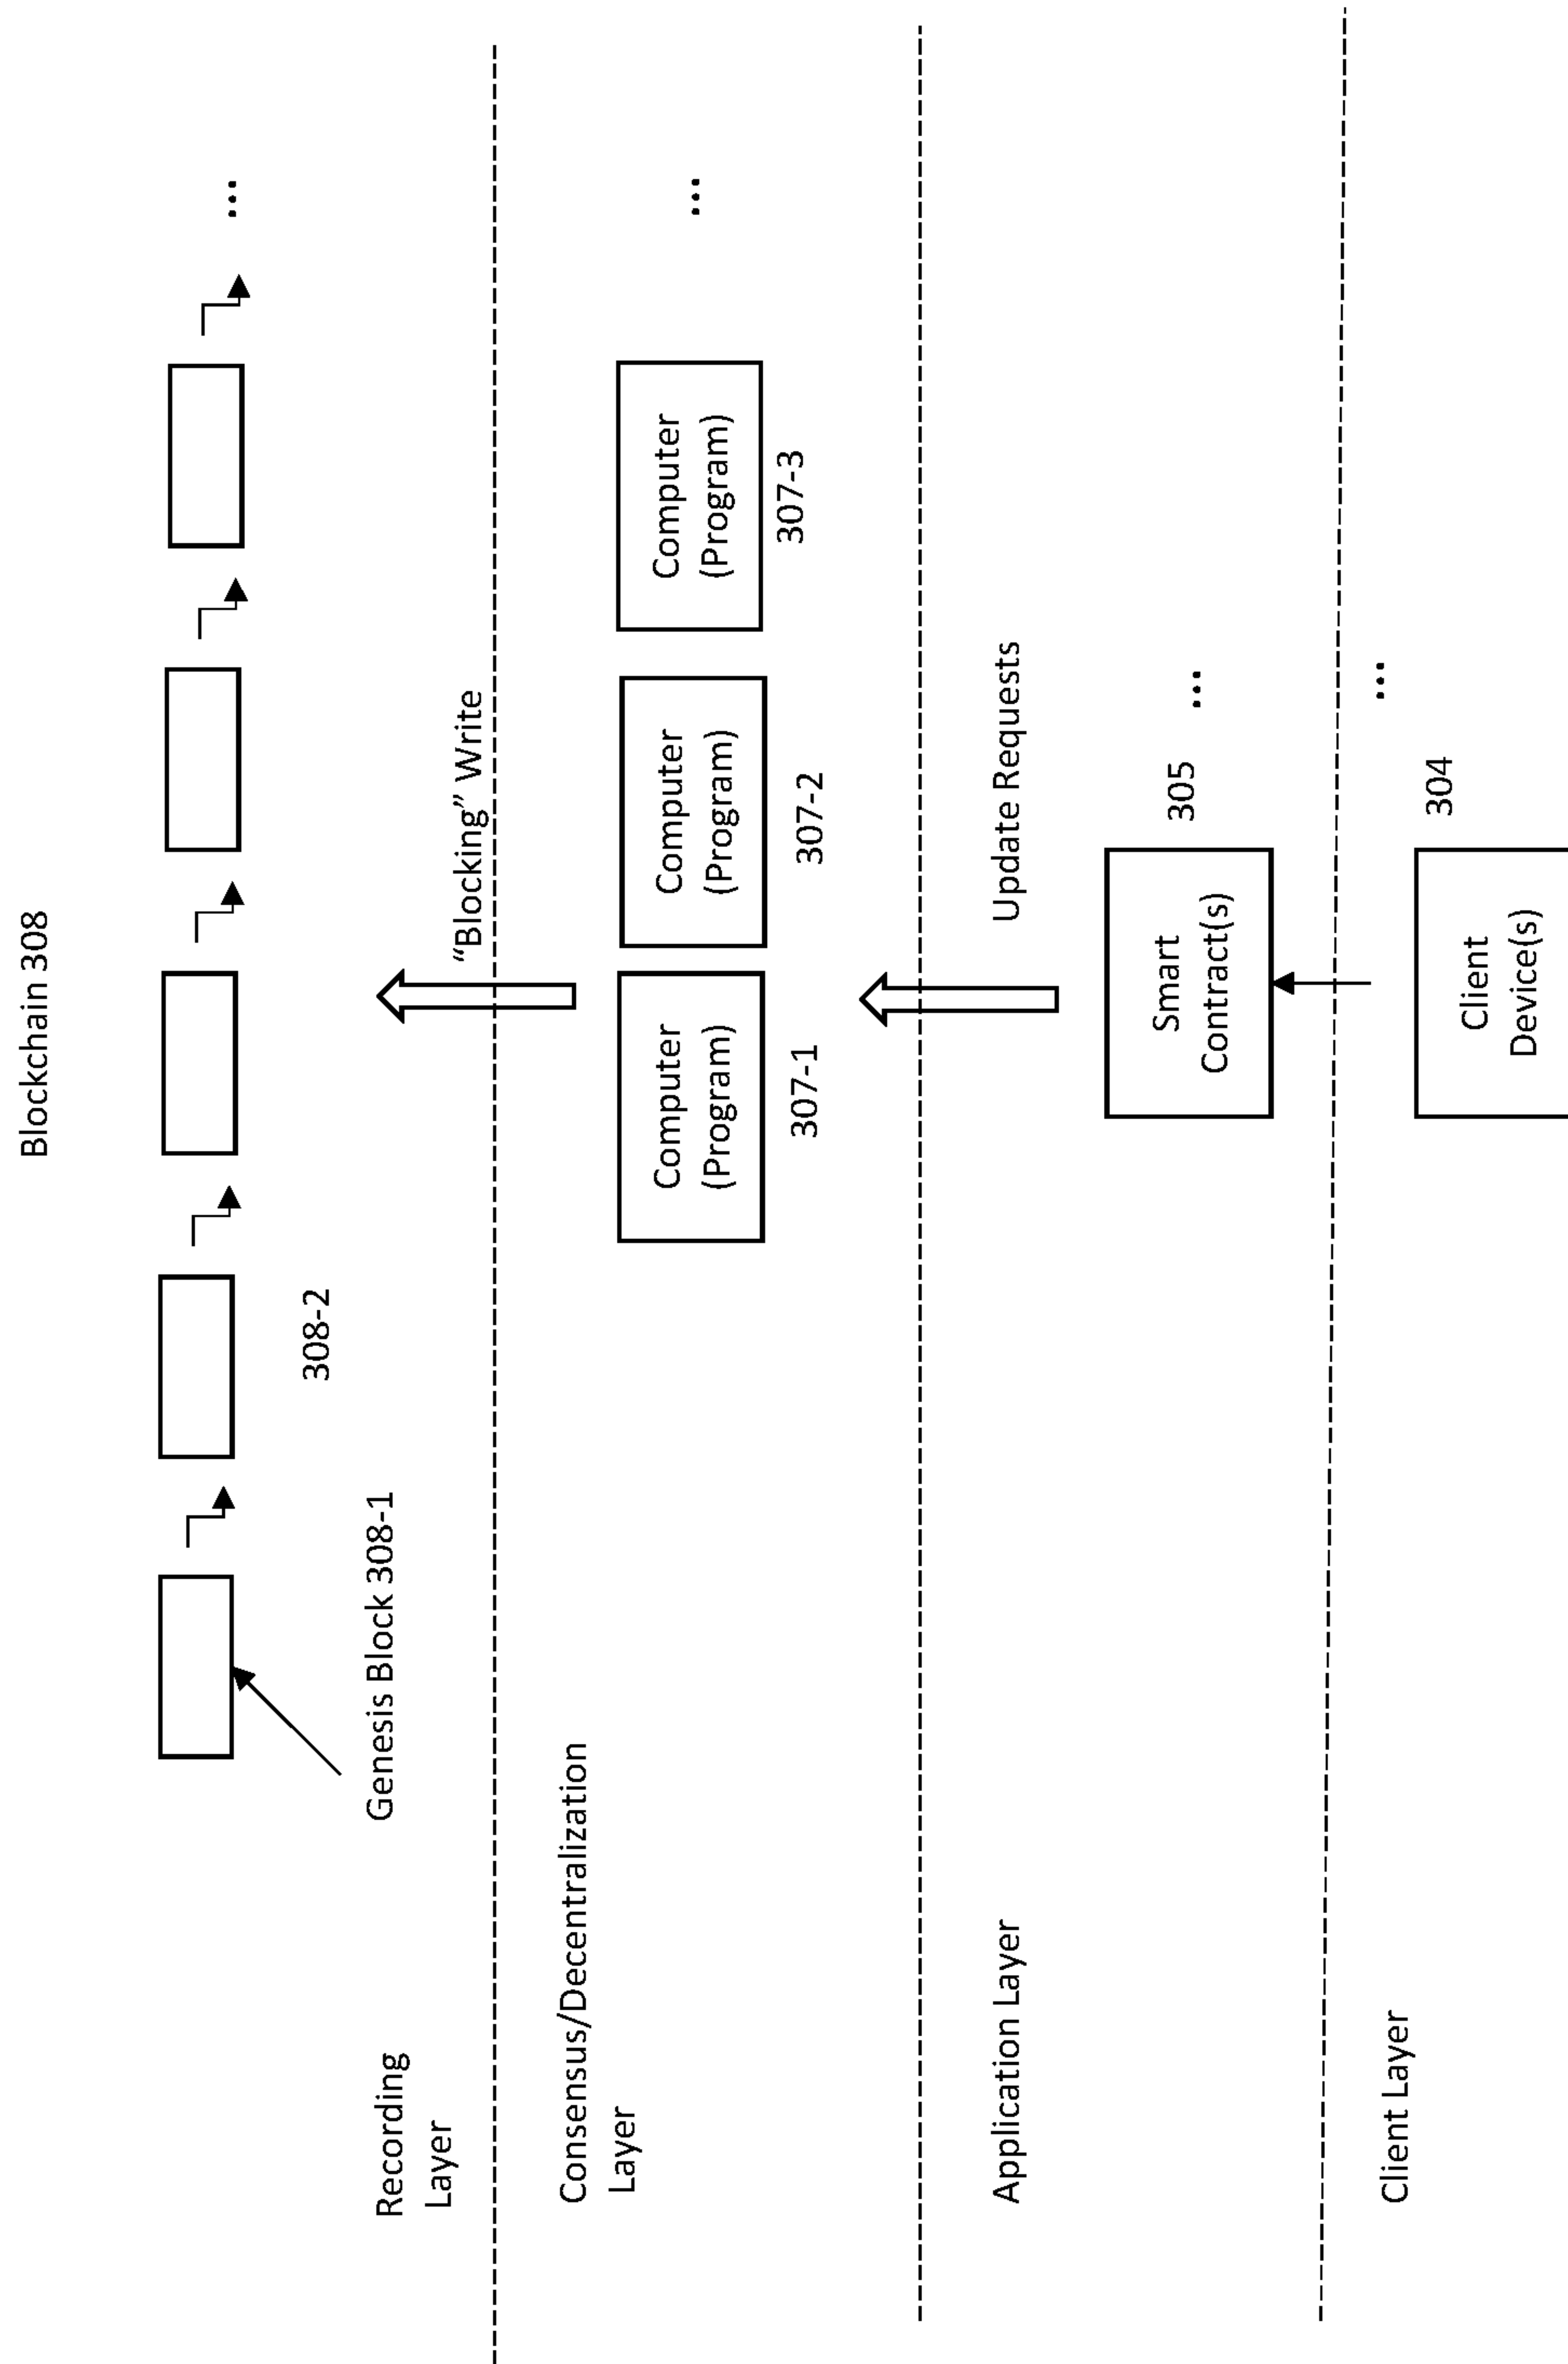 Blockchain 308
...
308-2
Genesis Block 308-1
Recording
Layer
“Blocking” Write
Consensus/Decentralization
Layer
Computer
(Program)
307-1
Computer
(Program)
307-2
Computer
(Program)
307-3
...
Application Layer
Update Requests
Smart
Contract(s)
305
...
Client Layer
Client
Device(s)
304
...